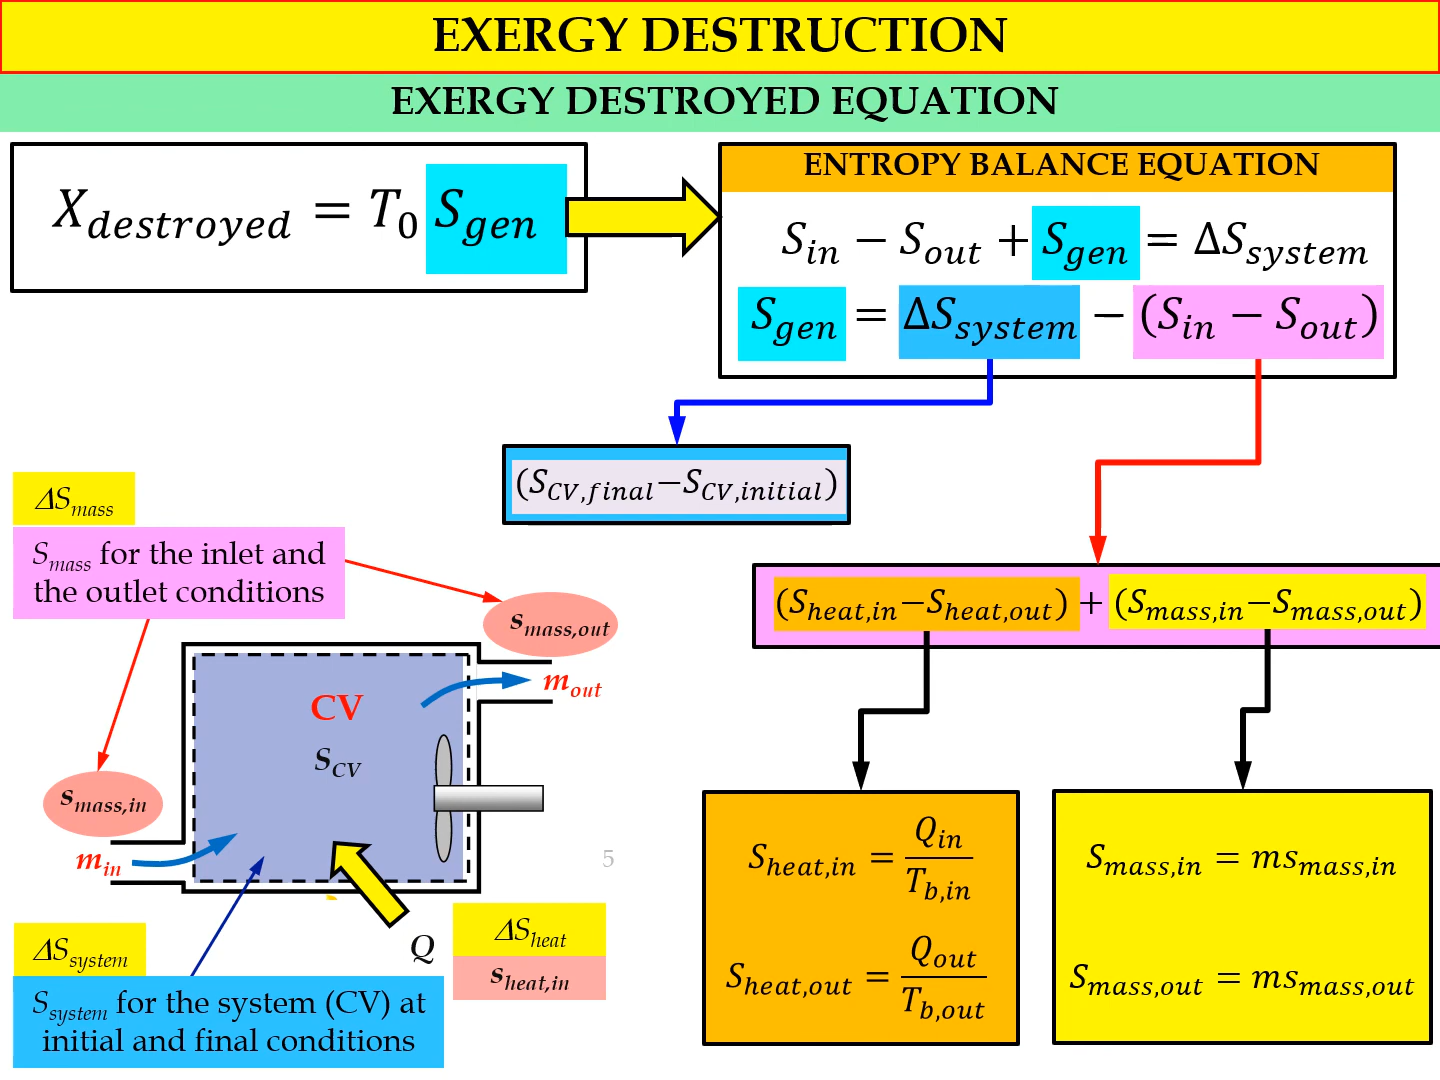 EXERGY DESTRUCTION
EXERGY DESTROYED EQUATION
X_destroyed = T_0 S_gen
ENTROPY BALANCE EQUATION
S_in − S_out + S_gen = ΔS_system
S_gen = ΔS_system − (S_in − S_out)
(S_CV,final−S_CV,initial)
ΔS_mass
S_mass for the inlet and
the outlet conditions
s_mass,out
(S_heat,in−S_heat,out) + (S_mass,in−S_mass,out)
m_out
CV
S_CV
s_mass,in
m_in
5
Q
ΔS_heat
s_heat,in
ΔS_system
S_system for the system (CV) at
initial and final conditions
S_heat,in = Q_in / T_b,in
S_heat,out = Q_out / T_b,out
S_mass,in = ms_mass,in
S_mass,out = ms_mass,out